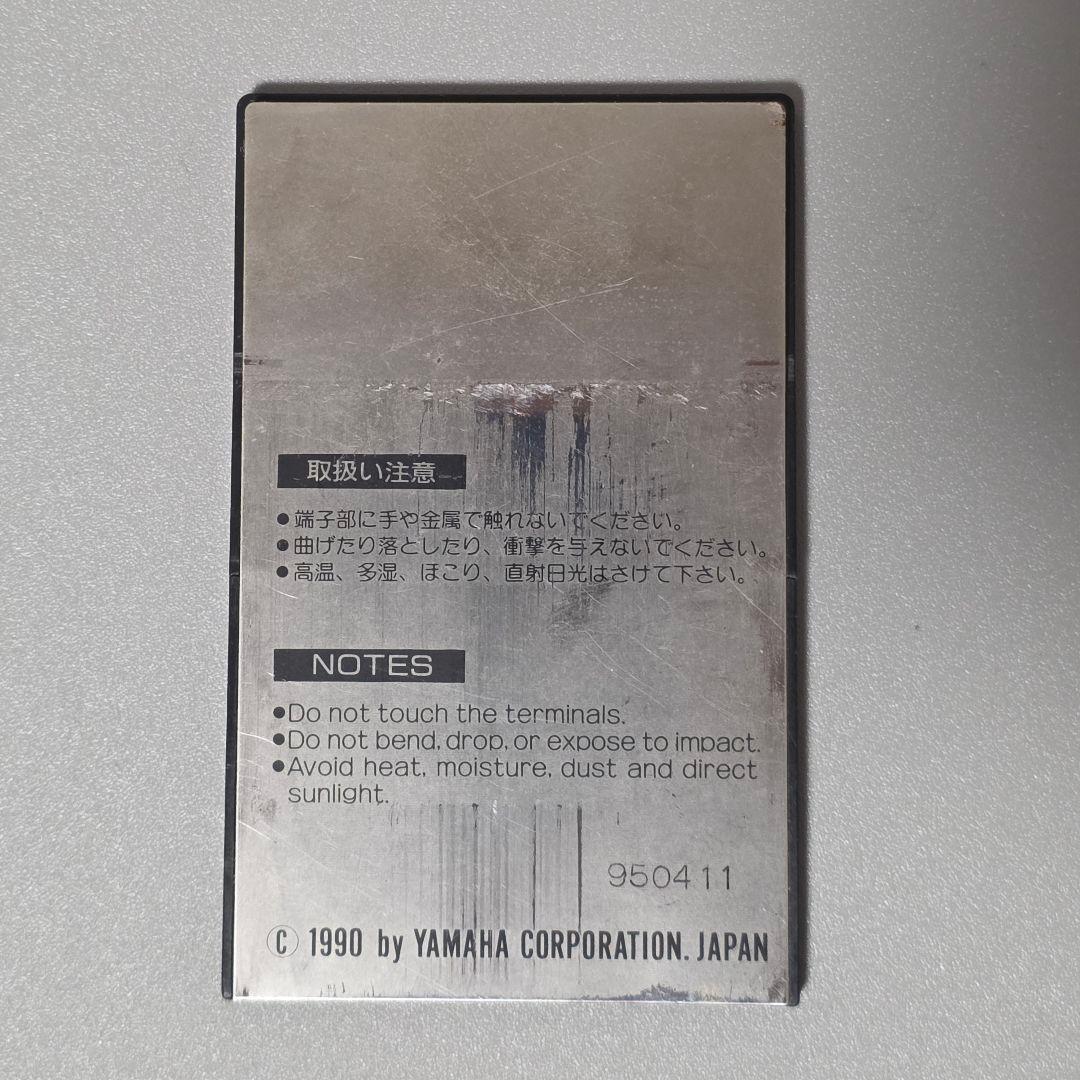 取扱い注意
●端子部に手や金属で触れないでください。
●曲げたり落としたり、衝撃を与えないでください。
●高温、多湿、ほこり、直射日光はさけて下さい。
NOTES
●Do not touch the terminals.
●Do not bend, drop, or expose to impact.
●Avoid heat, moisture, dust and direct
sunlight.
950411
Ⓒ 1990 by YAMAHA CORPORATION. JAPAN